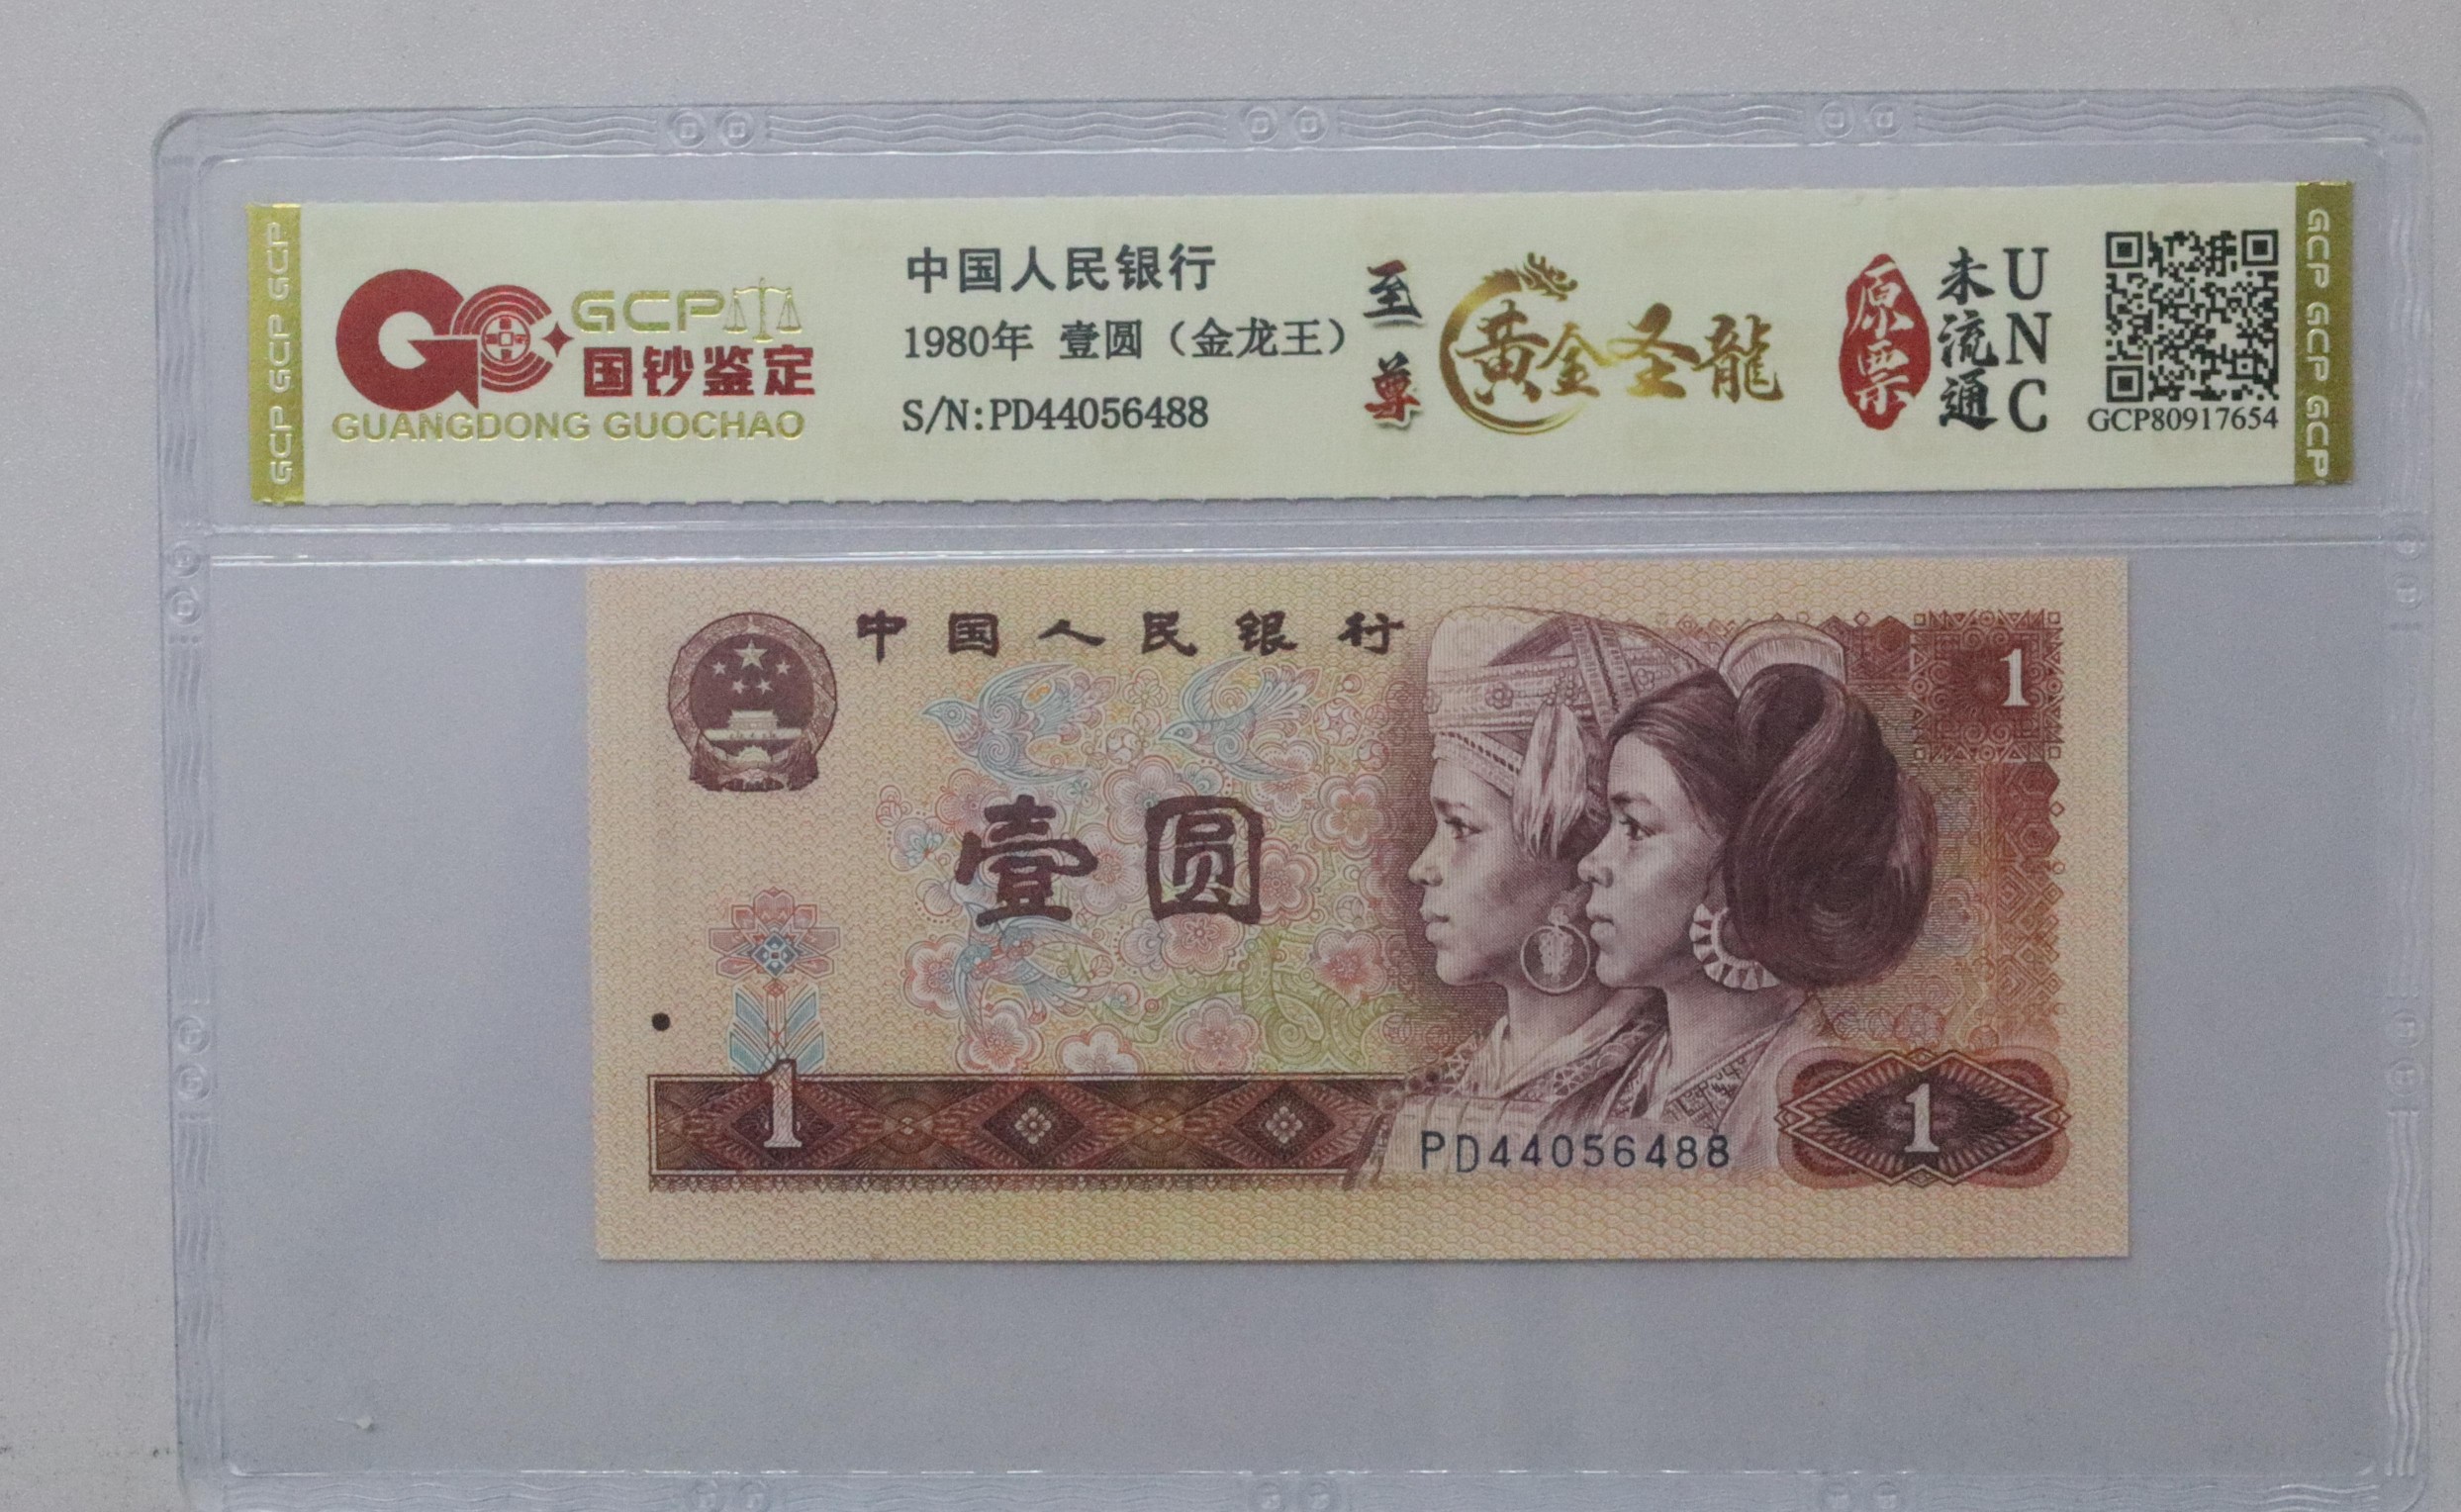 GCP GCP GCP
GCP
国钞鉴定
GUANGDONG GUOCHAO
中国人民银行
1980年 壹圆（金龙王）
S/N:PD44056488
至尊
黄金圣龍
原票
未流通
UNC
GCP80917654
GCP GCP GCP
中国人民银行
1
壹圆
1
PD44056488
1